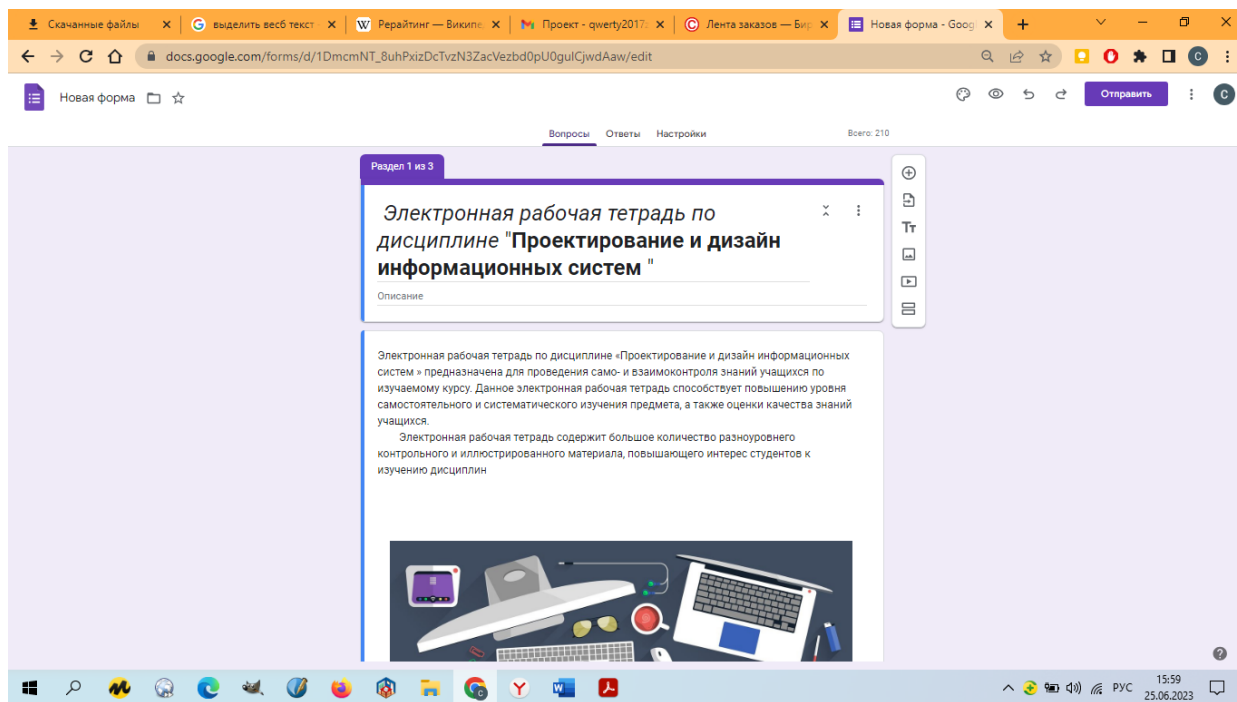 Скачанные файлы
выделить весб текст
Рерайтинг — Википе
Проект - qwerty2017
Лента заказов — Бир
Новая форма - Goog
docs.google.com/forms/d/1DmcmNT_8uhPxizDcTvzN3ZacVezbd0pU0gulCjwdAaw/edit
Новая форма
Отправить
С
Вопросы Ответы Настройки
Всего: 210
Раздел 1 из 3
Электронная рабочая тетрадь по
дисциплине "Проектирование и дизайн
информационных систем "
Описание
Электронная рабочая тетрадь по дисциплине «Проектирование и дизайн информационных
систем » предназначена для проведения само- и взаимоконтроля знаний учащихся по
изучаемому курсу. Данное электронная рабочая тетрадь способствует повышению уровня
самостоятельного и систематического изучения предмета, а также оценки качества знаний
учащихся.
Электронная рабочая тетрадь содержит большое количество разноуровнего
контрольного и иллюстрированного материала, повышающего интерес студентов к
изучению дисциплин
РУС
15:59
25.06.2023